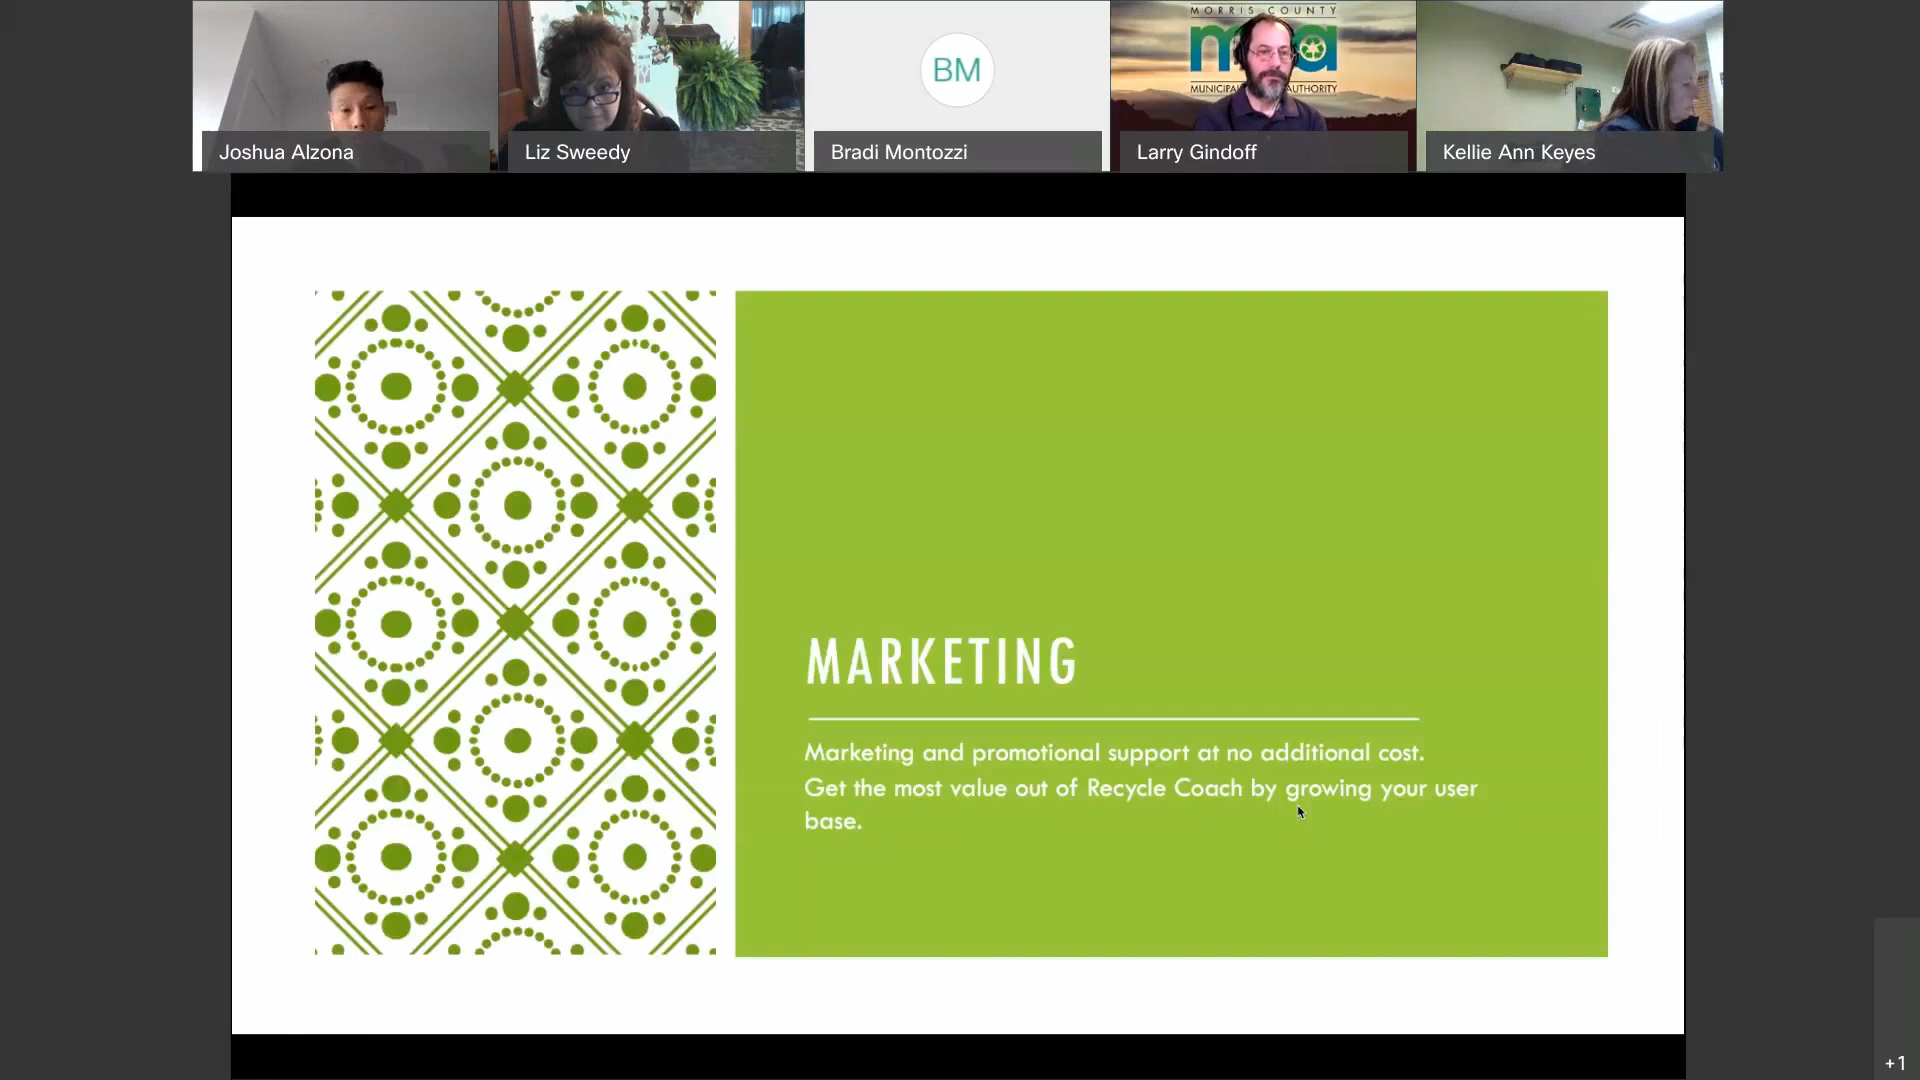 MORRIS COUNTY
MUNICIPAL AUTHORITY
BM
Joshua Alzona
Liz Sweedy
Bradi Montozzi
Larry Gindoff
Kellie Ann Keyes
MARKETING
Marketing and promotional support at no additional cost.
Get the most value out of Recycle Coach by growing your user
base.
+1